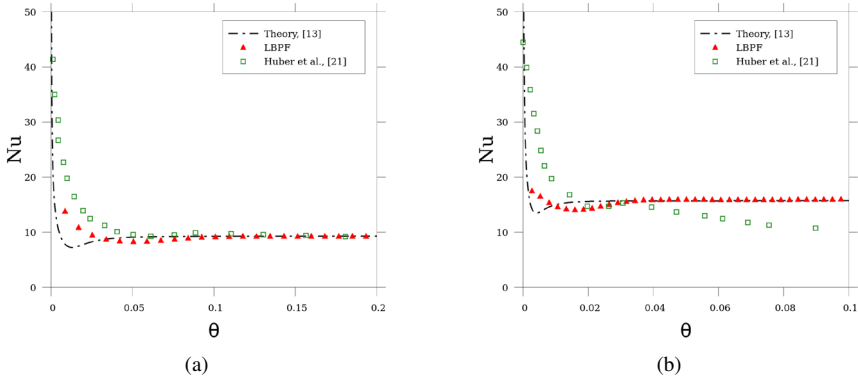 50
40
30
20
10
0
Nu
0
0.05
0.1
0.15
0.2
θ
Theory, [13]
LBPF
Huber et al., [21]
(a)
50
40
30
20
10
0
Nu
0
0.02
0.04
0.06
0.08
0.1
θ
Theory, [13]
LBPF
Huber et al., [21]
(b)